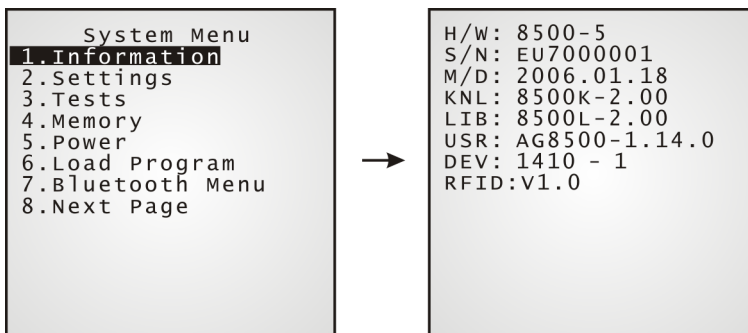 System Menu
1.Information
2.Settings
3.Tests
4.Memory
5.Power
6.Load Program
7.Bluetooth Menu
8.Next Page
H/W: 8500-5
S/N: EU7000001
M/D: 2006.01.18
KNL: 8500K-2.00
LIB: 8500L-2.00
USR: AG8500-1.14.0
DEV: 1410 - 1
RFID:V1.0